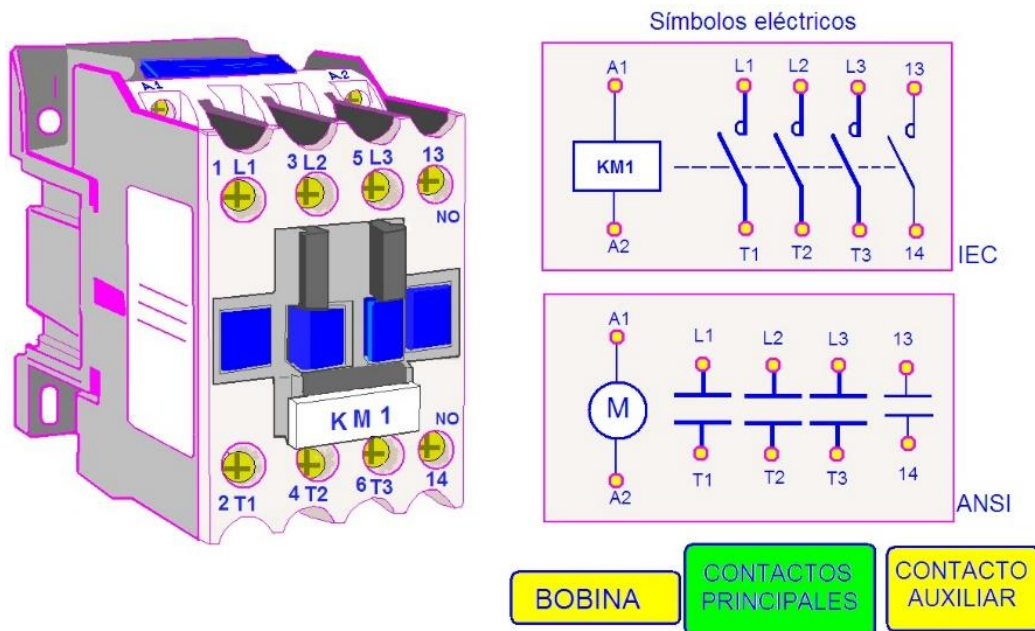 Símbolos eléctricos
A1 A2
1 L1 3 L2 5 L3 13
NO
KM1
NO
2 T1 4 T2 6 T3 14
A1 L1 L2 L3 13
KM1
A2 T1 T2 T3 14
IEC
A1 L1 L2 L3 13
M
A2 T1 T2 T3 14
ANSI
BOBINA
CONTACTOS
PRINCIPALES
CONTACTO
AUXILIAR